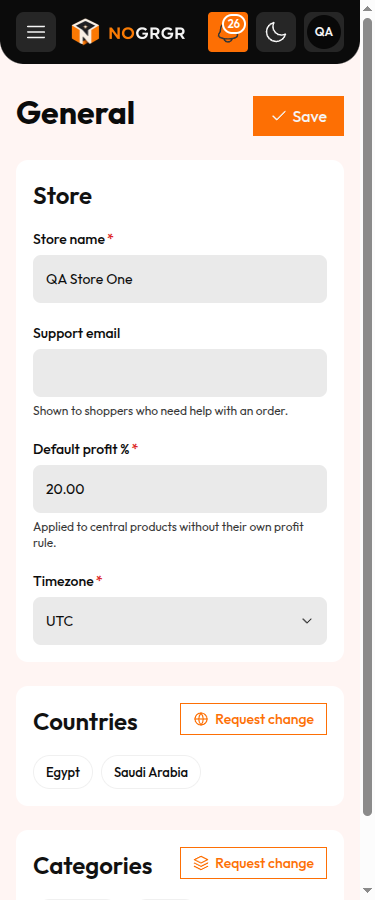 NOGRGR
26
QA
General
Save
Store
Store name *
QA Store One
Support email
Shown to shoppers who need help with an order.
Default profit % *
20.00
Applied to central products without their own profit
rule.
Timezone *
UTC
Countries
Request change
Egypt
Saudi Arabia
Categories
Request change